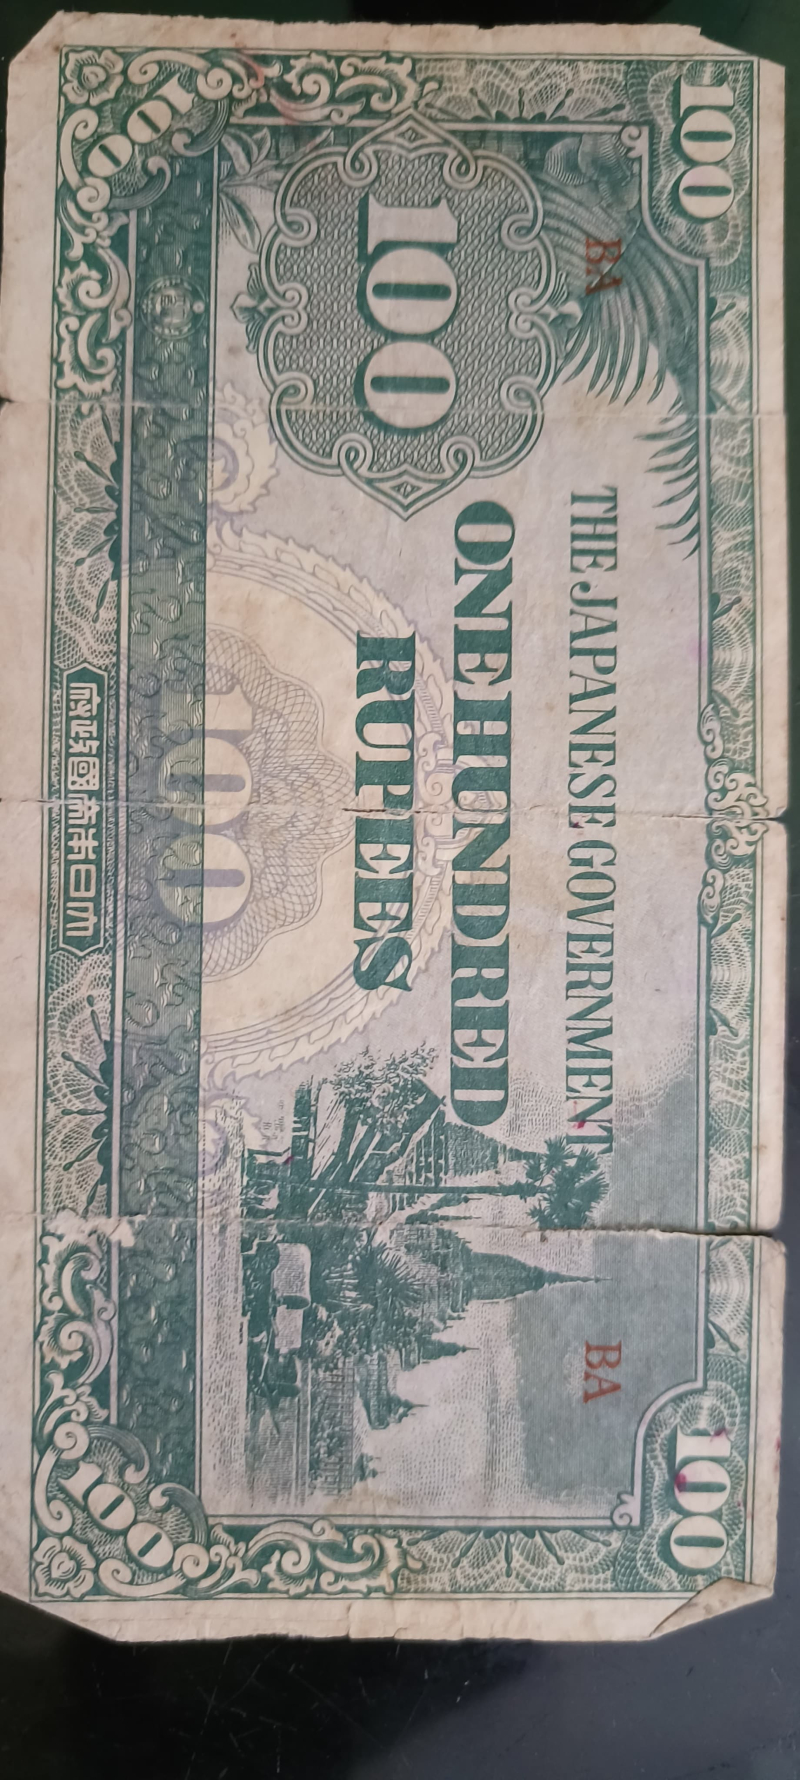 100
100
BA
BA
THE JAPANESE GOVERNMENT
100
ONE HUNDRED
RUPEES
100
100
100
府政國帝本日大